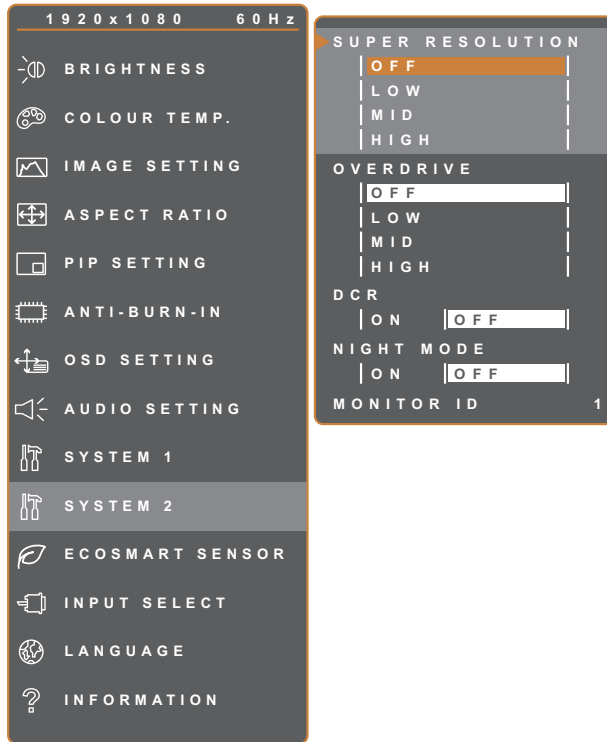 1920x1080 60Hz
BRIGHTNESS
COLOUR TEMP.
IMAGE SETTING
ASPECT RATIO
PIP SETTING
ANTI-BURN-IN
OSD SETTING
AUDIO SETTING
SYSTEM 1
SYSTEM 2
ECOSMART SENSOR
INPUT SELECT
LANGUAGE
INFORMATION
SUPER RESOLUTION
OFF
LOW
MID
HIGH
OVERDRIVE
OFF
LOW
MID
HIGH
DCR
ON OFF
NIGHT MODE
ON OFF
MONITOR ID 1